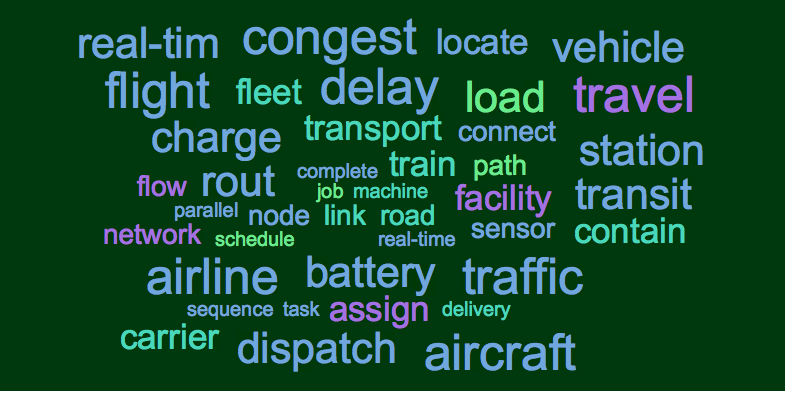 real-tim congest locate vehicle
flight fleet delay load travel
charge transport connect station
complete train path
flow rout job machine facility transit
parallel node link road sensor contain
network schedule real-time
airline battery traffic
sequence task assign delivery
carrier dispatch aircraft